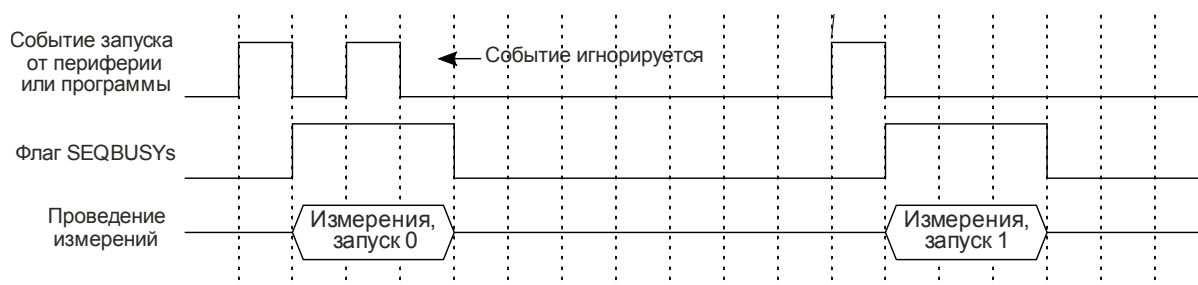 Событие запуска
от периферии
или программы
Событие игнорируется
Флаг SEQBUSYs
Проведение
измерений
Измерения,
запуск 0
Измерения,
запуск 1